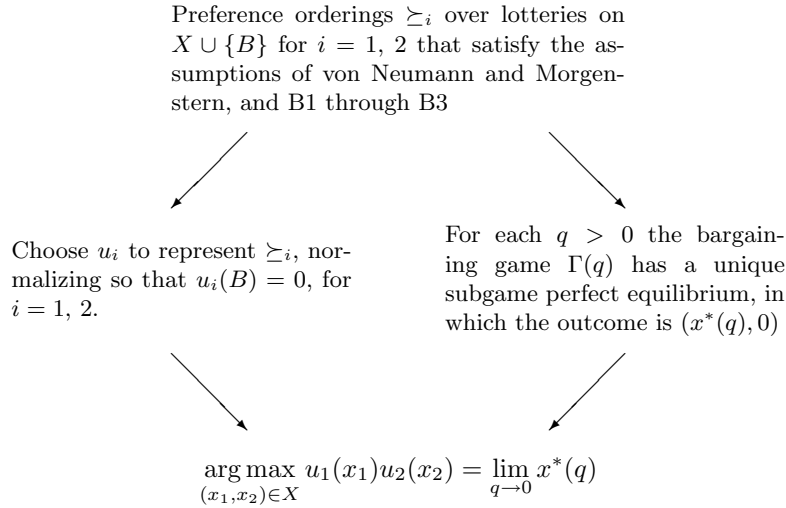 Preference orderings ≿ᵢ over lotteries on
X ∪ {B} for i = 1, 2 that satisfy the as-
sumptions of von Neumann and Morgen-
stern, and B1 through B3
Choose uᵢ to represent ≿ᵢ, nor-
malizing so that uᵢ(B) = 0, for
i = 1, 2.
For each q > 0 the bargain-
ing game Γ(q) has a unique
subgame perfect equilibrium, in
which the outcome is (x*(q), 0)
arg max u₁(x₁)u₂(x₂) = lim x*(q)
(x₁,x₂)∈X q→0